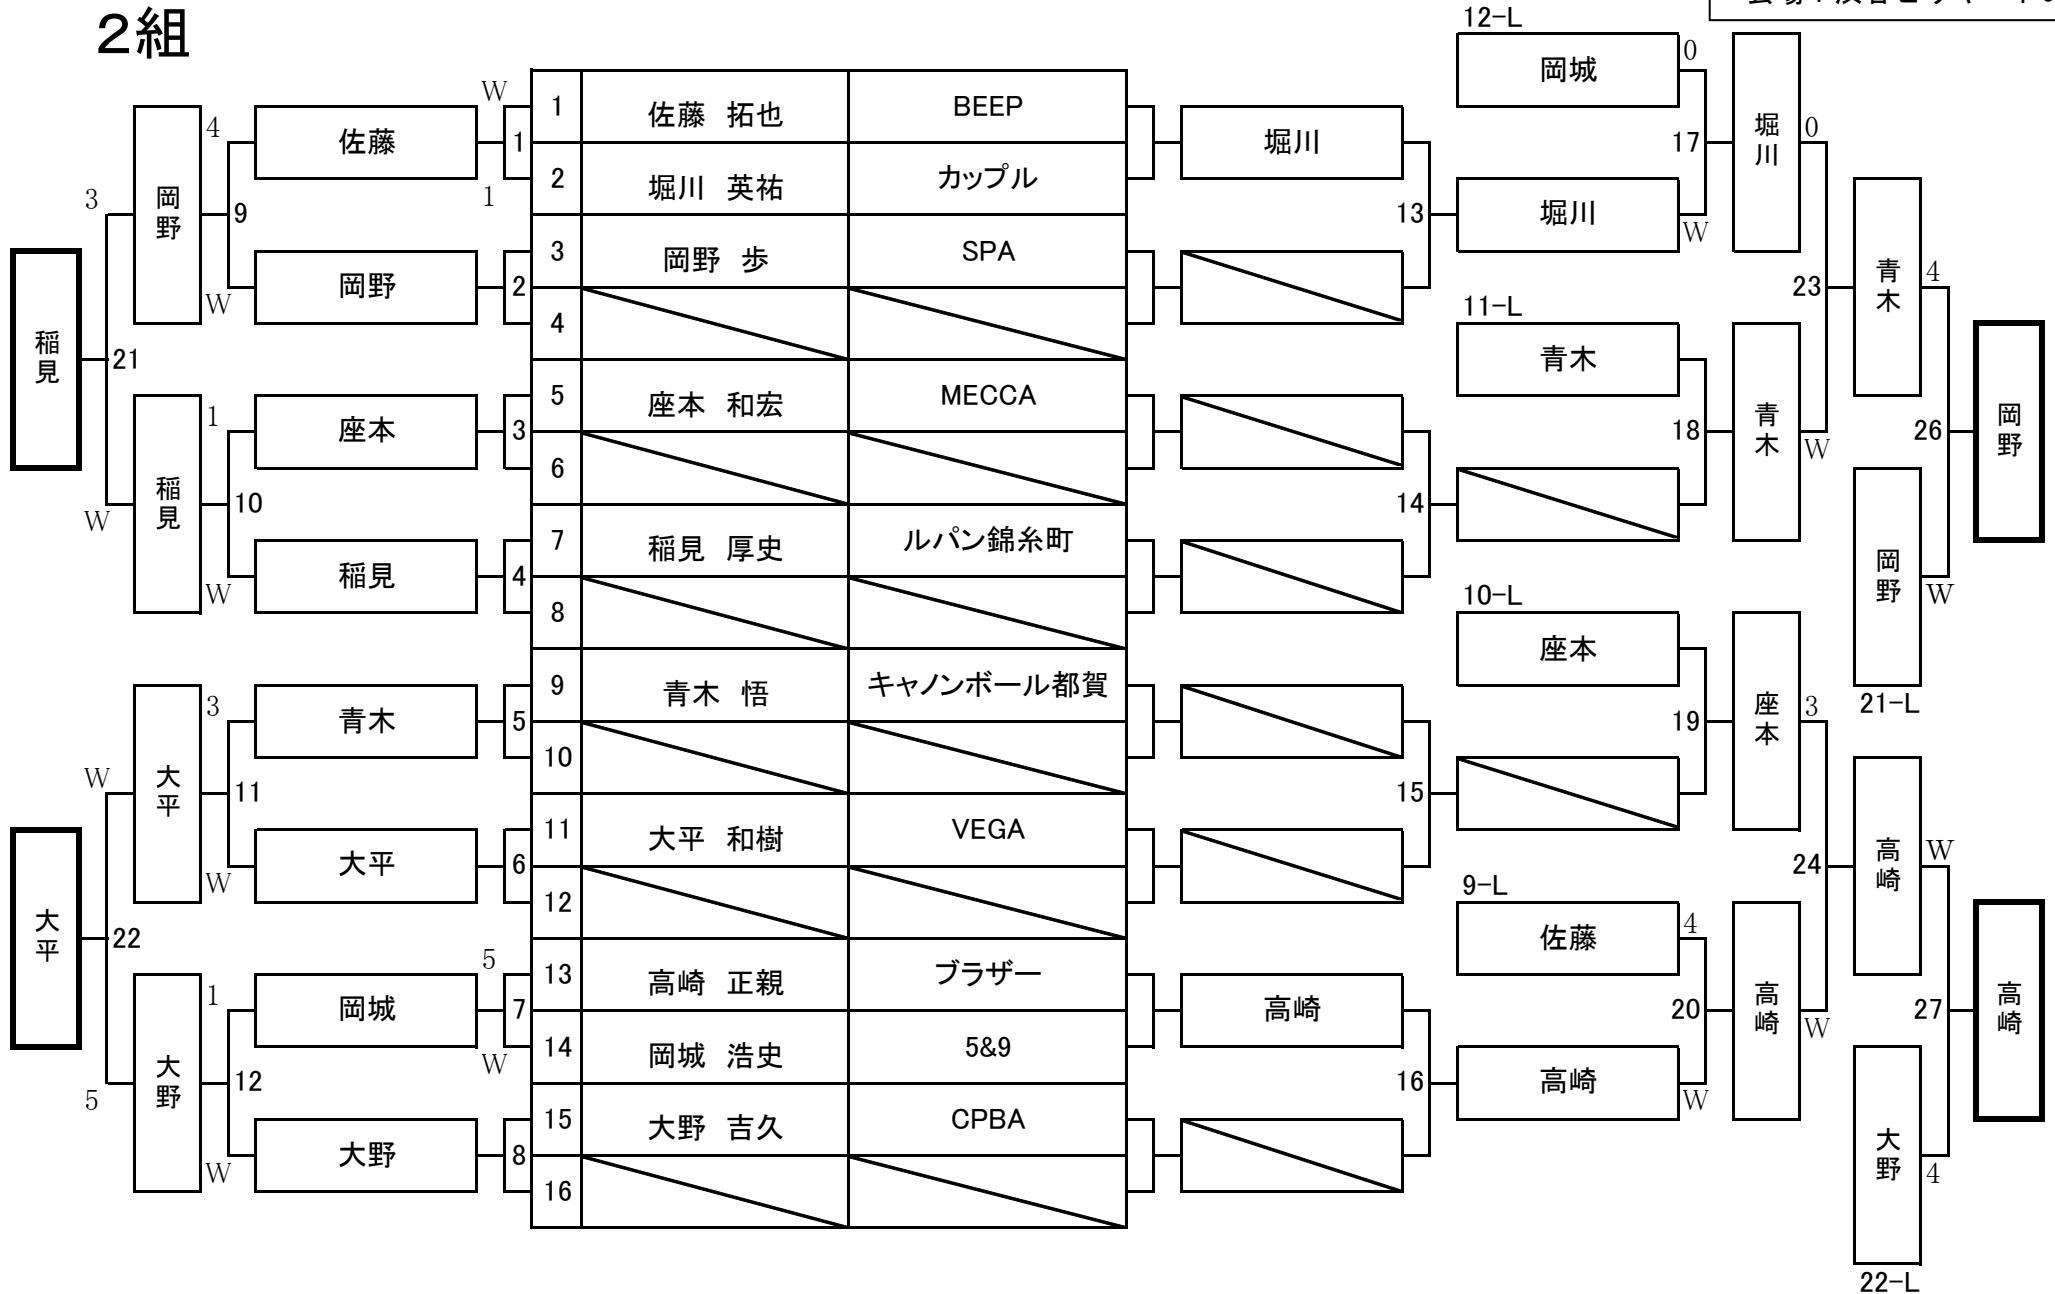 2組
1 佐藤 拓也 BEEP
2 堀川 英祐 カップル
3 岡野 歩 SPA
4
5 座本 和宏 MECCA
6
7 稲見 厚史 ルパン錦糸町
8
9 青木 悟 キャノンボール都賀
10
11 大平 和樹 VEGA
12
13 高崎 正親 ブラザー
14 岡城 浩史 5&9
15 大野 吉久 CPBA
16
W
佐藤
1
1
岡野
2
座本
3
稲見
4
青木
5
大平
6
5
岡城
7
W
大野
8
4
岡野
9
W
1
稲見
10
W
3
大平
11
W
1
大野
12
W
3
稲見
21
W
W
大平
22
5
堀川
13
14
15
高崎
16
12-L
岡城
0
17
堀川
W
11-L
青木
18
10-L
座本
19
9-L
佐藤
4
20
高崎
W
堀川
0
23
青木
W
座本
3
24
高崎
W
青木
4
26
岡野
W
21-L
高崎
W
27
大野
4
22-L
岡野
高崎